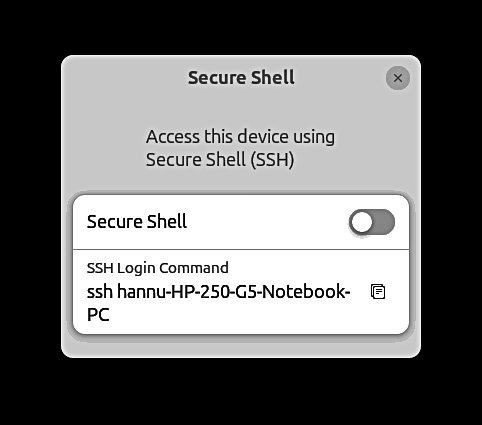 Secure Shell
Access this device using
Secure Shell (SSH)
Secure Shell
SSH Login Command
ssh hannu-HP-250-G5-Notebook-
PC